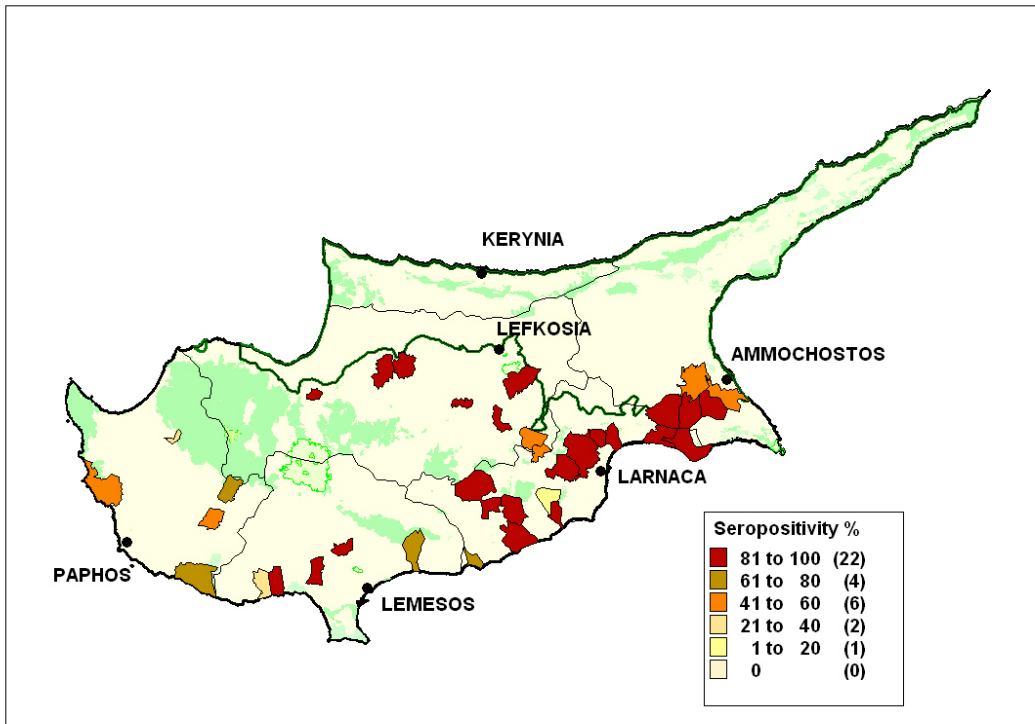 KERYNIA
LEFKOSIA
AMMOCHOSTOS
LARNACA
PAPHOS
LEMESOS
Seropositivity %
81 to 100 (22)
61 to 80 (4)
41 to 60 (6)
21 to 40 (2)
1 to 20 (1)
0 (0)